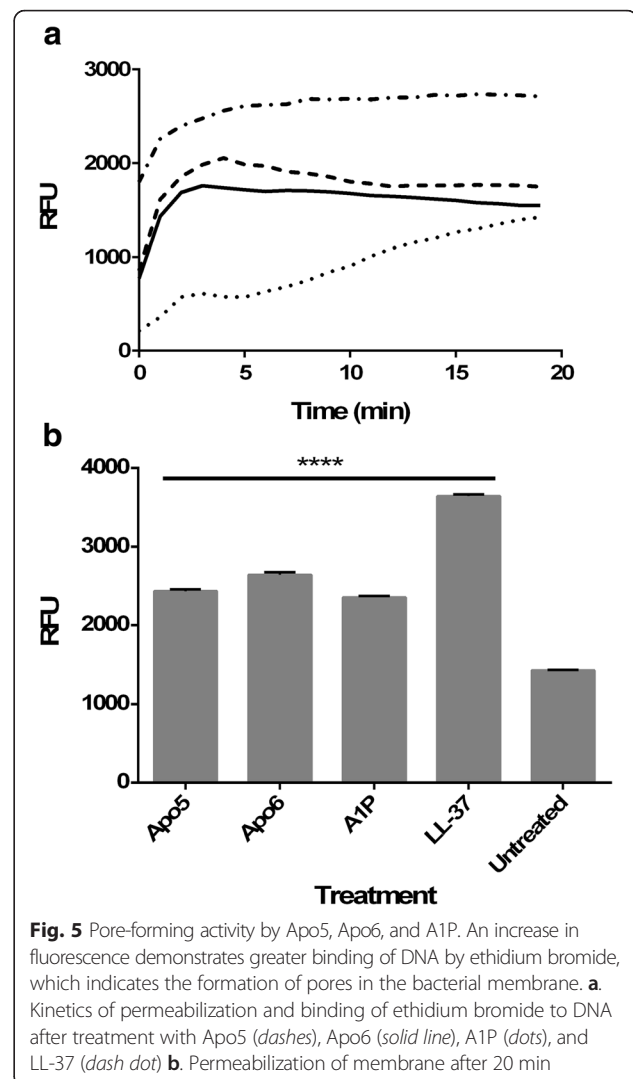 a
3000
2000
1000
0
RFU
0 5 10 15 20
Time (min)
b
****
4000
3000
2000
1000
0
RFU
Apo5 Apo6 A1P LL-37 Untreated
Treatment
Fig. 5 Pore-forming activity by Apo5, Apo6, and A1P. An increase in
fluorescence demonstrates greater binding of DNA by ethidium bromide,
which indicates the formation of pores in the bacterial membrane. a.
Kinetics of permeabilization and binding of ethidium bromide to DNA
after treatment with Apo5 (dashes), Apo6 (solid line), A1P (dots), and
LL-37 (dash dot) b. Permeabilization of membrane after 20 min